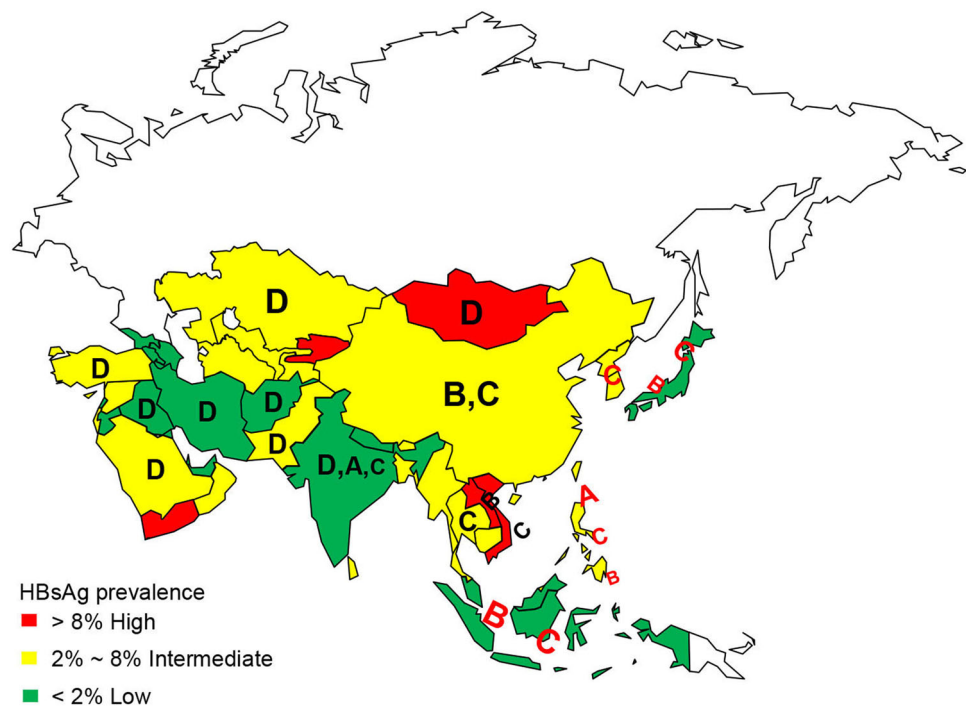 D
D
B,C
C
C
B
D
D
D
D
D
D
D,A,C
B
C
C
A
C
B
B
C
HBsAg prevalence
> 8% High
2% ~ 8% Intermediate
< 2% Low